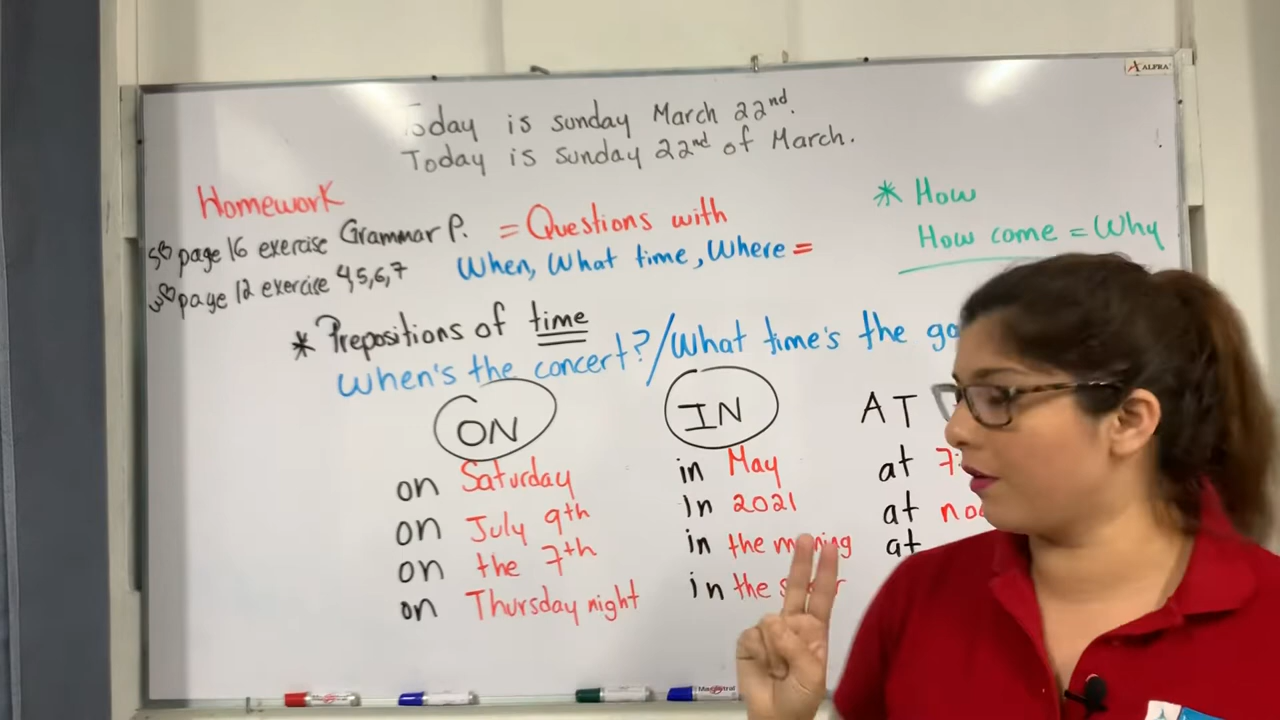 ALFRA
Today is sunday March 22nd.
Today is Sunday 22nd of March.
Homework
page 16 exercise Grammar P.
page 12 exercise 4,5,6,7
= Questions with
When, What time, Where =
* How
How come = Why
* Prepositions of time
When's the concert? / What time's the
ON
on Saturday
on July 9th
on the 7th
on Thursday night
IN
in May
In 2021
in the
in the
AT
at 7:
at
at